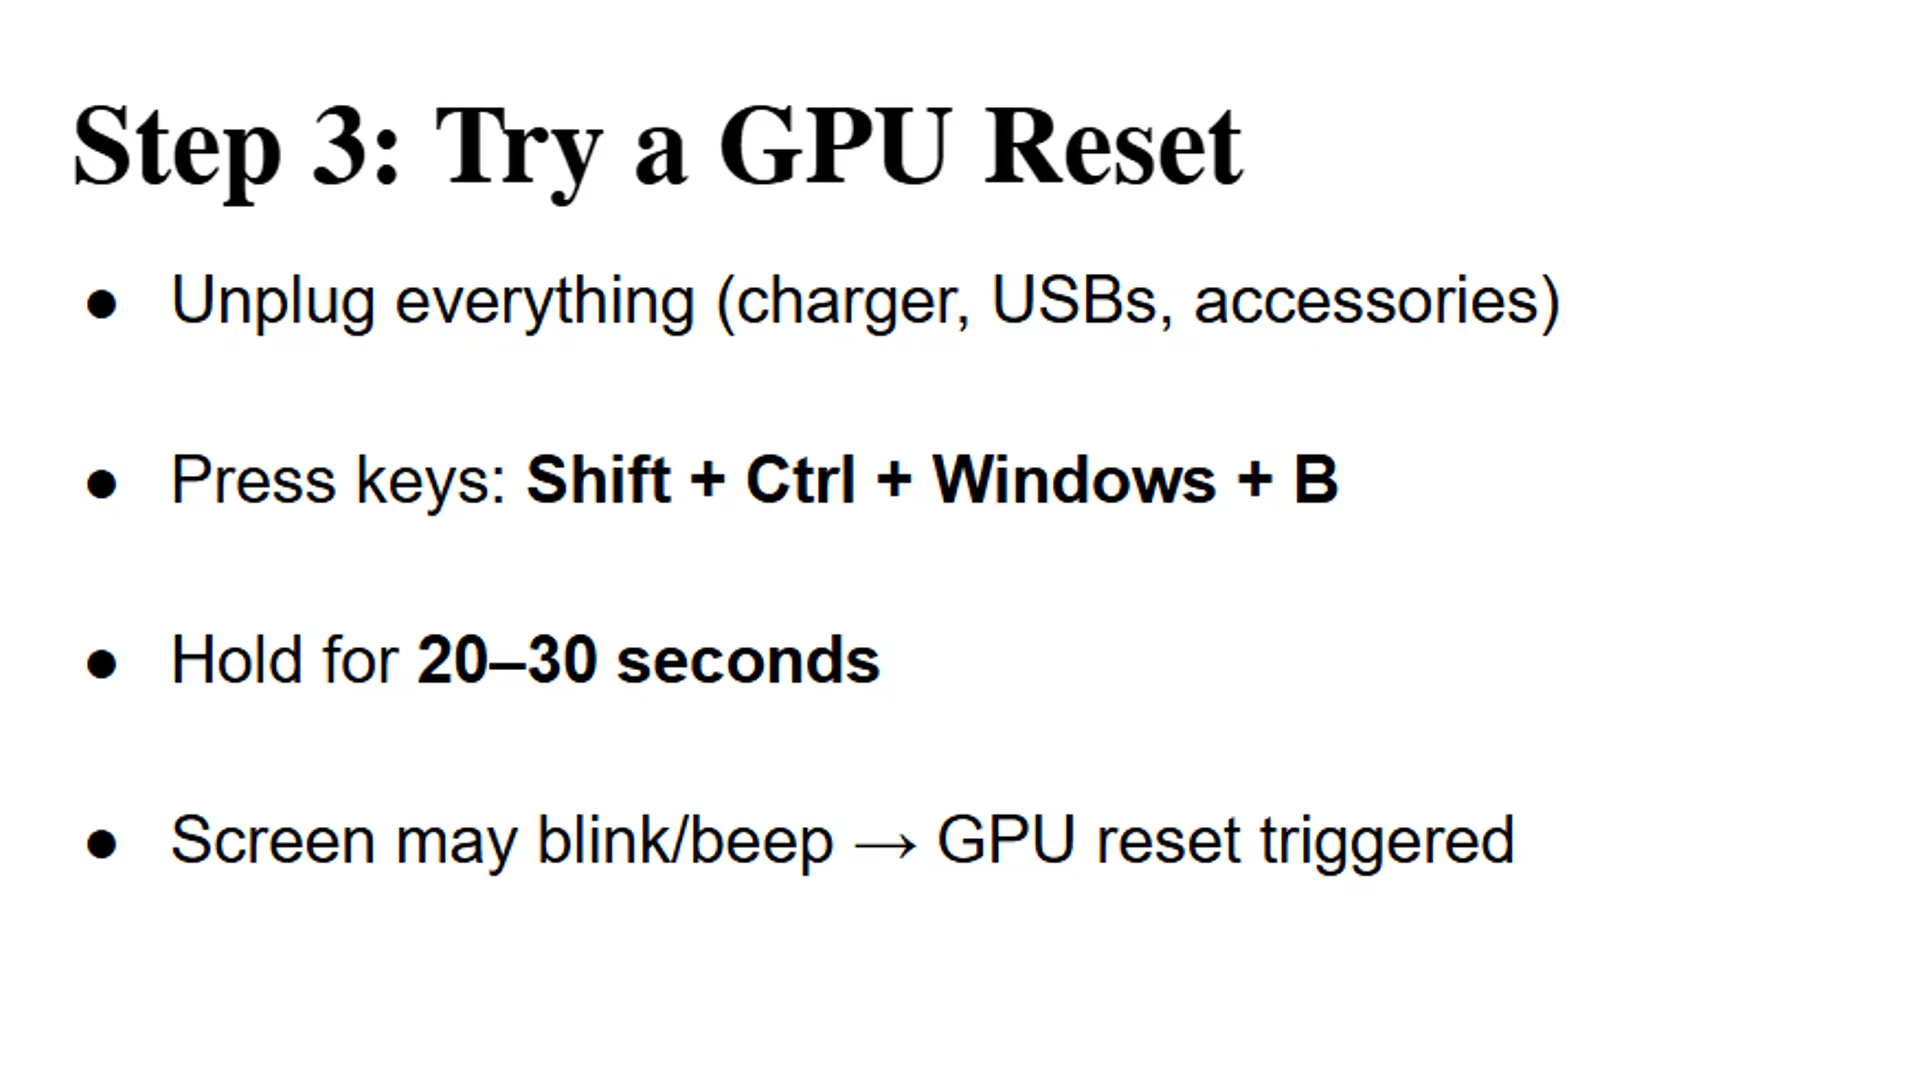 Step 3: Try a GPU Reset
● Unplug everything (charger, USBs, accessories)
● Press keys: Shift + Ctrl + Windows + B
● Hold for 20–30 seconds
● Screen may blink/beep → GPU reset triggered